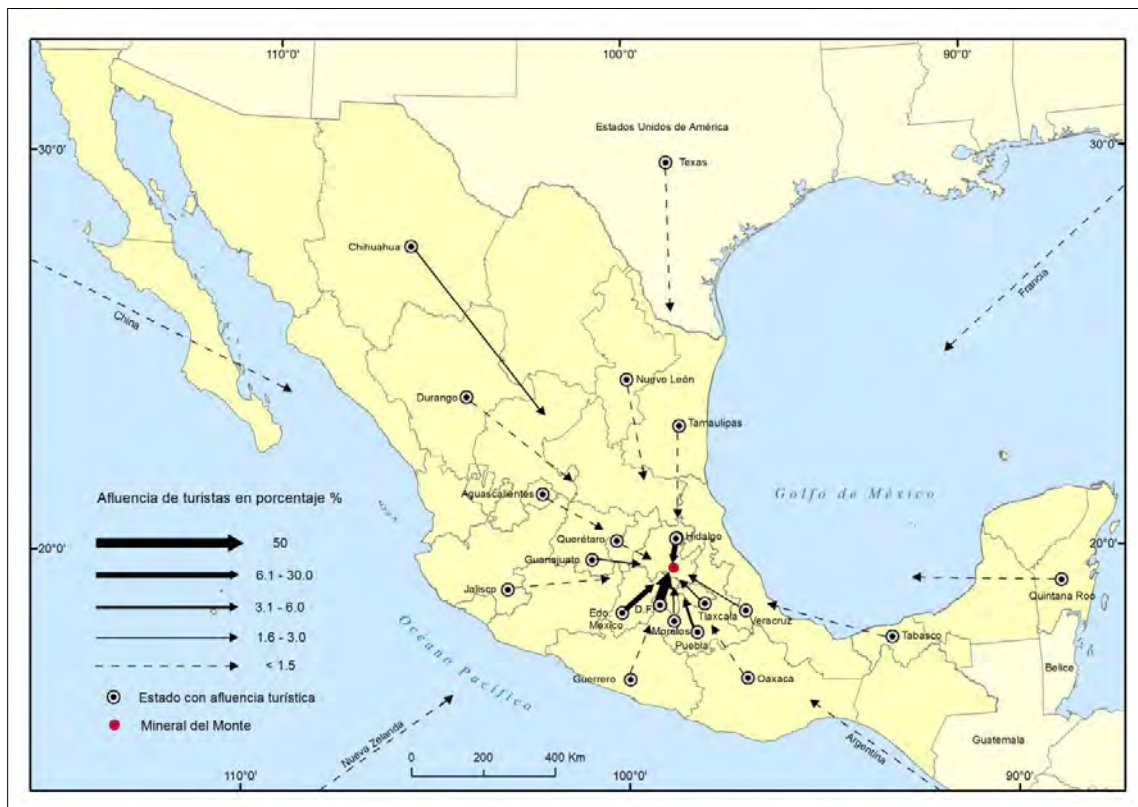 110°0'
100°0'
90°0'
Estados Unidos de América
30°0'
30°0'
Texas
Chihuahua
Francia
China
Nuevo León
Durango
Tamaulipas
Afluencia de turistas en porcentaje %
Aguascalientes
Golfo de México
50
Querétaro
Hidalgo
20°0'
20°0'
Guanajuato
6.1 - 30.0
Jalisco
Quintana Roo
3.1 - 6.0
Edo.
México
D.F.
Tlaxcala
Veracruz
Morelos
Puebla
Tabasco
1.6 - 3.0
< 1.5
Belice
Océano Pacífico
Guerrero
Oaxaca
Estado con afluencia turística
Mineral del Monte
Nueva Zelanda
Argentina
Guatemala
0 200 400 Km
110°0'
100°0'
90°0'